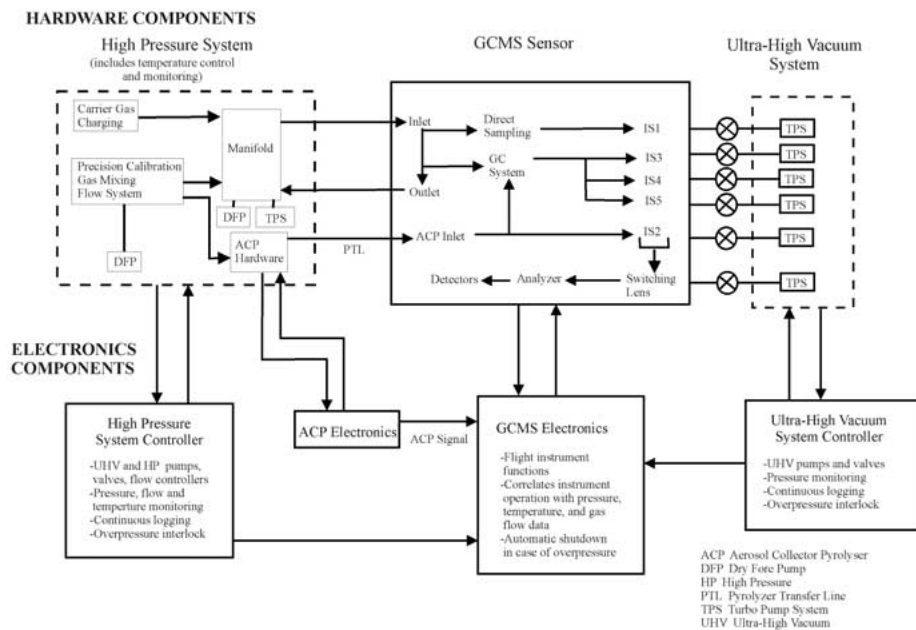 HARDWARE COMPONENTS
High Pressure System
(includes temperature control
and monitoring)
GCMS Sensor
Ultra-High Vacuum
System
Carrier Gas
Charging
Manifold
Precision Calibration
Gas Mixing
Flow System
DFP
TPS
DFP
ACP
Hardware
PTL
Inlet
Outlet
Direct
Sampling
GC
System
ACP Inlet
IS1
IS3
IS4
IS5
IS2
Detectors
Analyzer
Switching
Lens
TPS
TPS
TPS
TPS
TPS
TPS
ELECTRONICS
COMPONENTS
High Pressure
System Controller
-UHV and HP pumps,
valves, flow controllers
-Pressure, flow and
temperture monitoring
-Continuous logging
-Overpressure interlock
ACP Electronics
ACP Signal
GCMS Electronics
-Flight instrument
functions
-Correlates instrument
operation with pressure,
temperature, and gas
flow data
-Automatic shutdown
in case of overpressure
Ultra-High Vacuum
System Controller
-UHV pumps and valves
-Pressure monitoring
-Continuous logging
-Overpressure interlock
ACP Aerosol Collector Pyrolyser
DFP Dry Fore Pump
HP High Pressure
PTL Pyrolyzer Transfer Line
TPS Turbo Pump System
UHV Ultra-High Vacuum